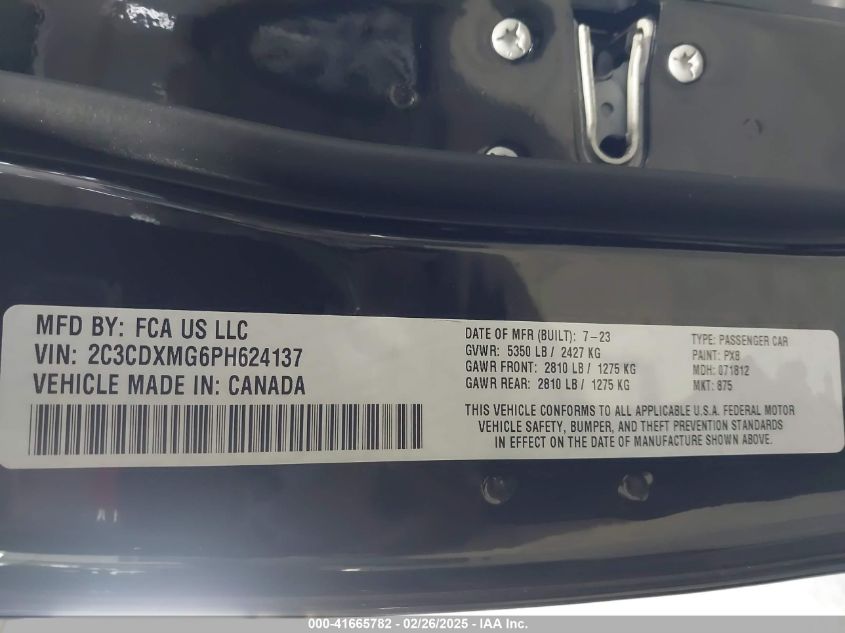 MFD BY: FCA US LLC
VIN: 2C3CDXMG6PH624137
VEHICLE MADE IN: CANADA
DATE OF MFR (BUILT): 7-23
GVWR: 5350 LB / 2427 KG
GAWR FRONT: 2810 LB / 1275 KG
GAWR REAR: 2810 LB / 1275 KG
TYPE: PASSENGER CAR
PAINT: PX8
MDH: 071812
MKT: 875
THIS VEHICLE CONFORMS TO ALL APPLICABLE U.S.A. FEDERAL MOTOR
VEHICLE SAFETY, BUMPER, AND THEFT PREVENTION STANDARDS
IN EFFECT ON THE DATE OF MANUFACTURE SHOWN ABOVE.
000-41665782 - 02/26/2025 - IAA Inc.